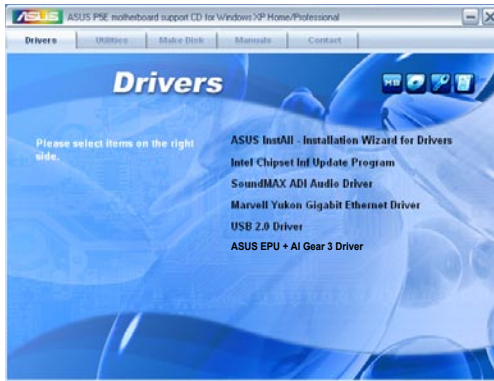 ASUS
ASUS P5E motherboard support CD for Windows XP Home/Professional
Drivers
Utilities
Make Disk
Manuals
Contact
Drivers
Please select items on the right
side.
ASUS InstAll - Installation Wizard for Drivers
Intel Chipset Inf Update Program
SoundMAX ADI Audio Driver
Marvell Yukon Gigabit Ethernet Driver
USB 2.0 Driver
ASUS EPU + AI Gear 3 Driver